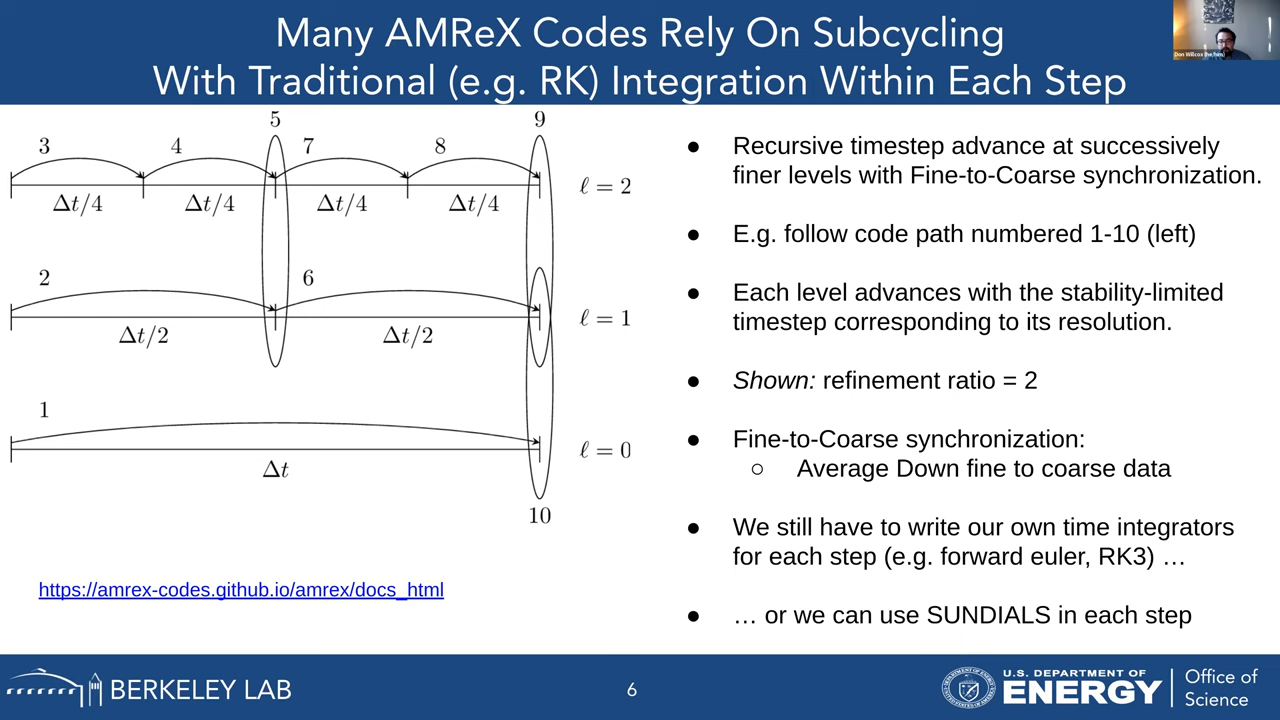 Many AMReX Codes Rely On Subcycling
With Traditional (e.g. RK) Integration Within Each Step
Don Willcox (he/him)
5
9
3
4
7
8
Δt/4
Δt/4
Δt/4
Δt/4
ℓ = 2
2
6
Δt/2
Δt/2
ℓ = 1
1
Δt
ℓ = 0
10
https://amrex-codes.github.io/amrex/docs_html
● Recursive timestep advance at successively
finer levels with Fine-to-Coarse synchronization.
● E.g. follow code path numbered 1-10 (left)
● Each level advances with the stability-limited
timestep corresponding to its resolution.
● Shown: refinement ratio = 2
● Fine-to-Coarse synchronization:
○ Average Down fine to coarse data
● We still have to write our own time integrators
for each step (e.g. forward euler, RK3) …
● … or we can use SUNDIALS in each step
BERKELEY LAB
6
U.S. DEPARTMENT OF
ENERGY
Office of
Science